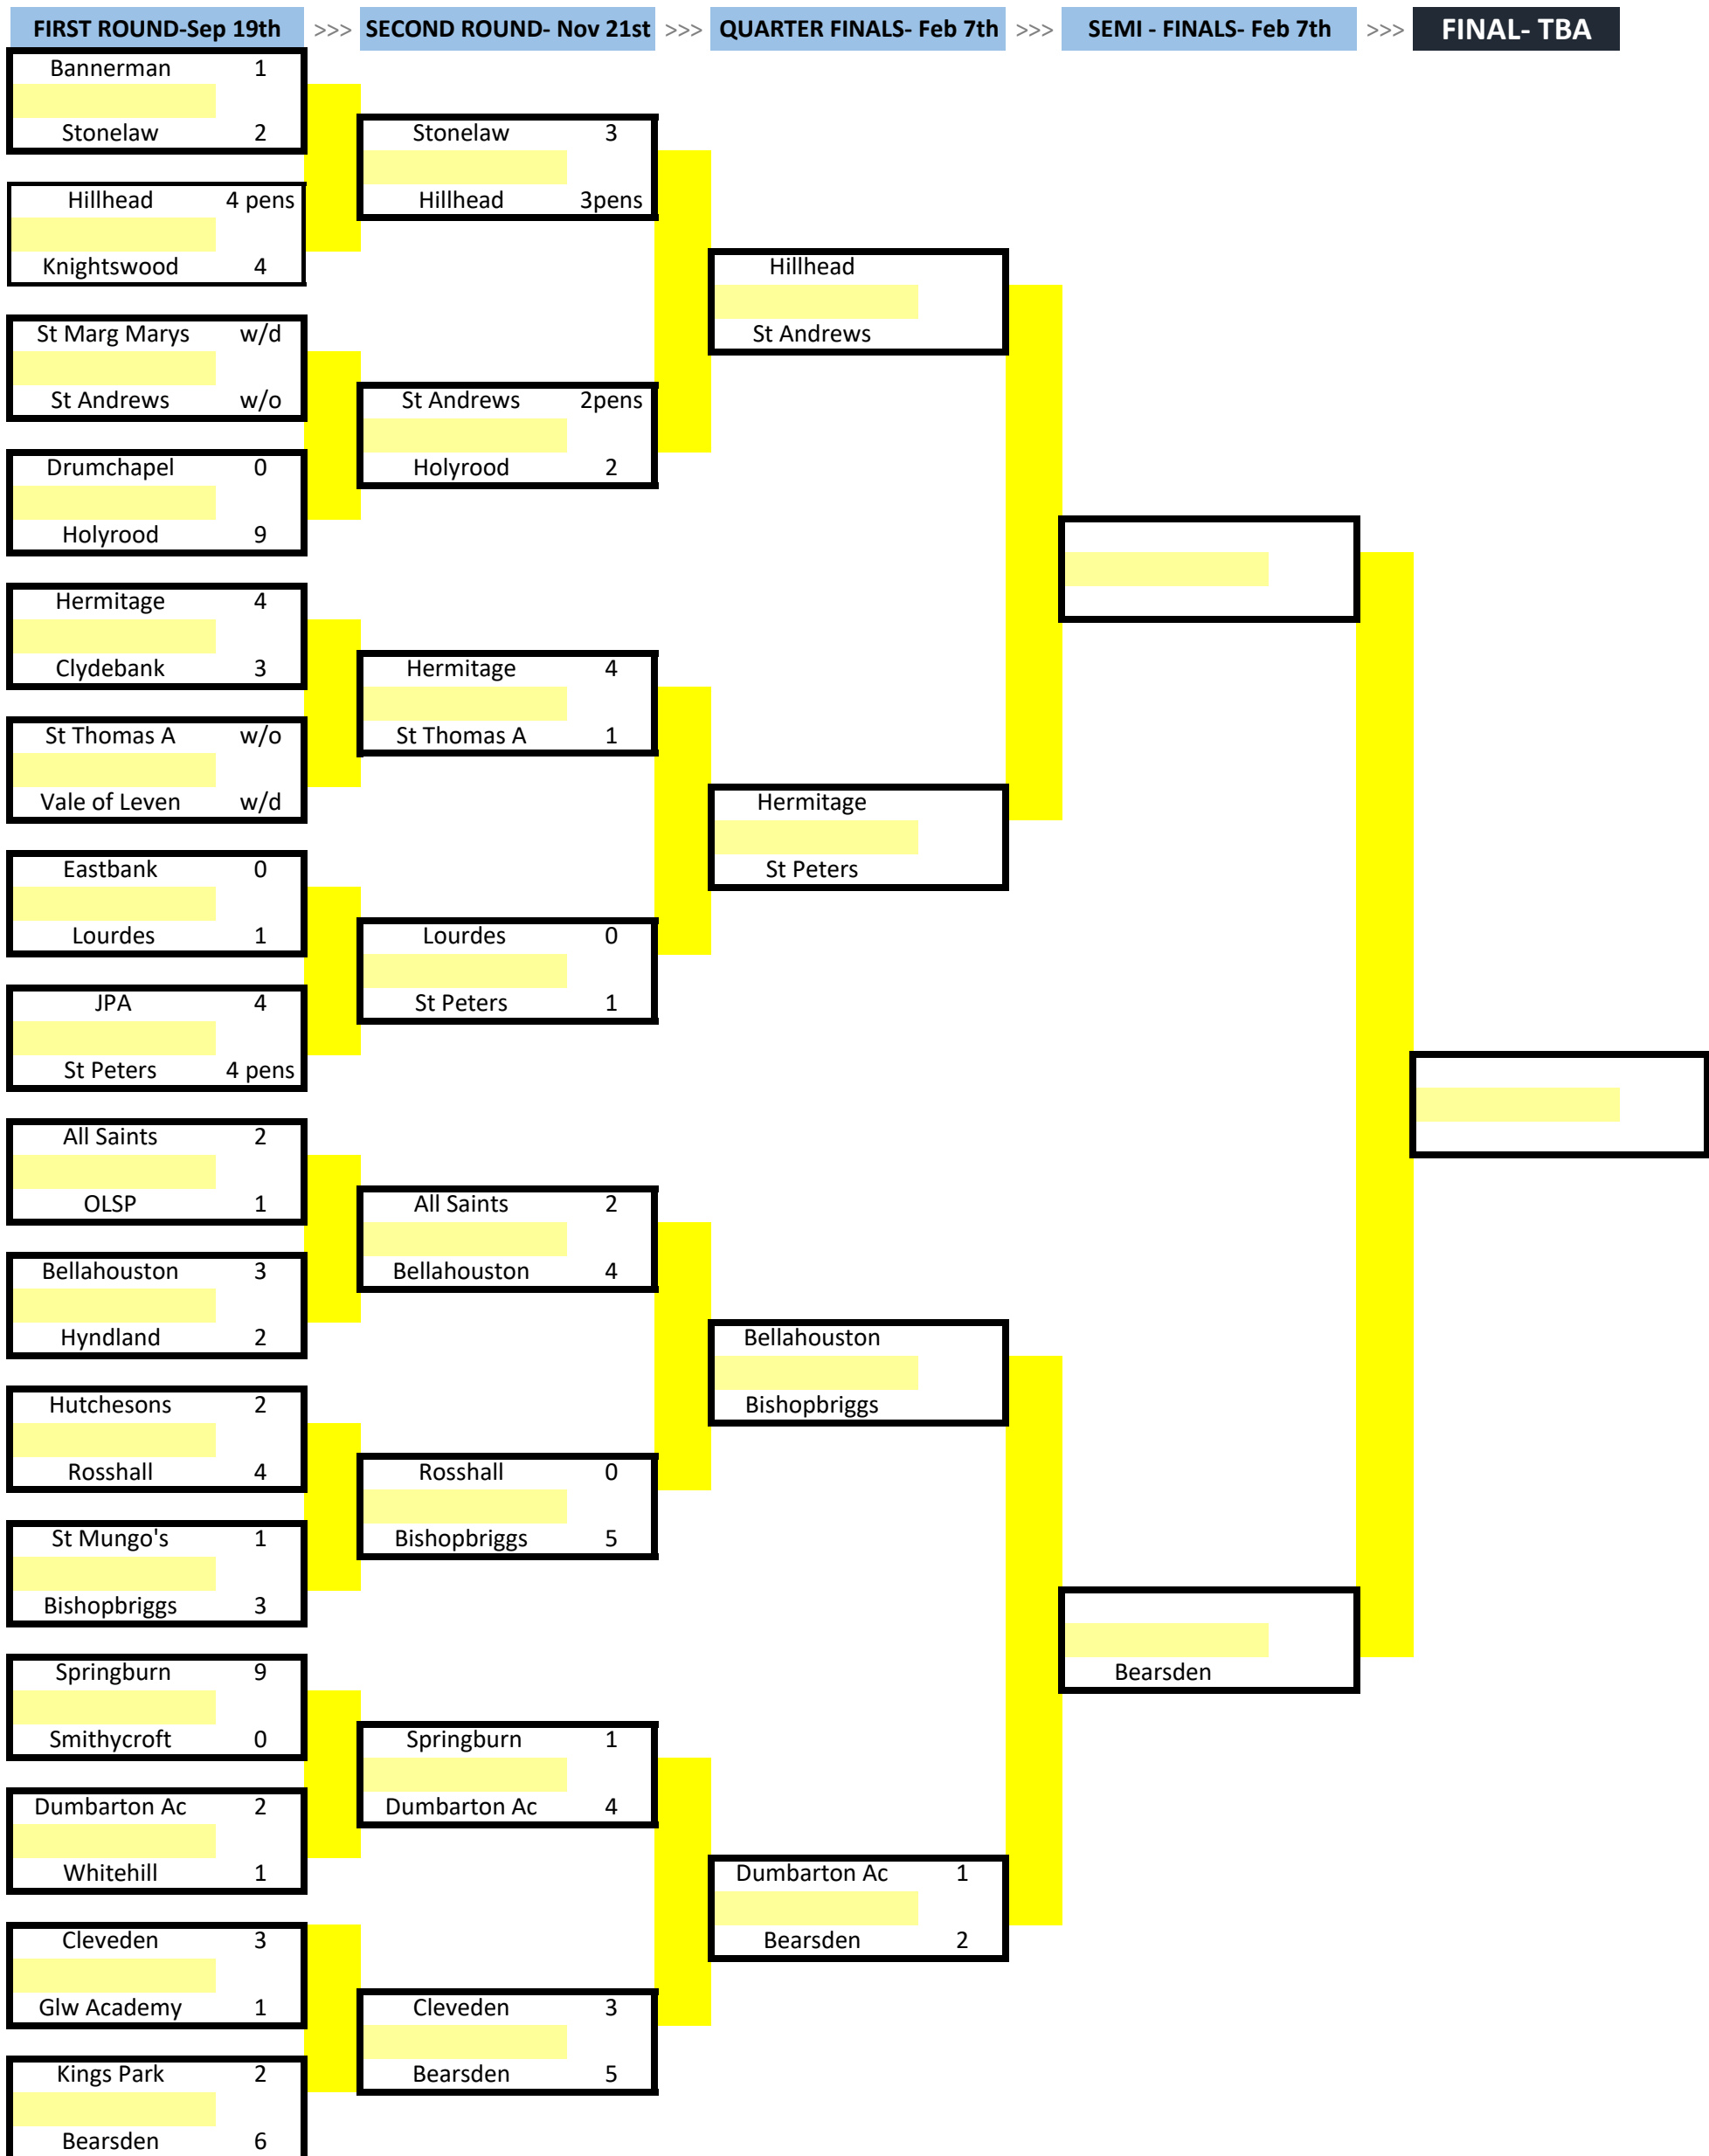 FIRST ROUND-Sep 19th >>> SECOND ROUND- Nov 21st >>> QUARTER FINALS- Feb 7th >>> SEMI - FINALS- Feb 7th >>> FINAL- TBA
Bannerman 1
Stonelaw 2
Hillhead 4 pens
Knightswood 4
St Marg Marys w/d
St Andrews w/o
Drumchapel 0
Holyrood 9
Hermitage 4
Clydebank 3
St Thomas A w/o
Vale of Leven w/d
Eastbank 0
Lourdes 1
JPA 4
St Peters 4 pens
All Saints 2
OLSP 1
Bellahouston 3
Hyndland 2
Hutchesons 2
Rosshall 4
St Mungo's 1
Bishopbriggs 3
Springburn 9
Smithycroft 0
Dumbarton Ac 2
Whitehill 1
Cleveden 3
Glw Academy 1
Kings Park 2
Bearsden 6
Stonelaw 3
Hillhead 3pens
St Andrews 2pens
Holyrood 2
Hermitage 4
St Thomas A 1
Lourdes 0
St Peters 1
All Saints 2
Bellahouston 4
Rosshall 0
Bishopbriggs 5
Springburn 1
Dumbarton Ac 4
Cleveden 3
Bearsden 5
Hillhead
St Andrews
Hermitage
St Peters
Bellahouston
Bishopbriggs
Dumbarton Ac 1
Bearsden 2
Bearsden